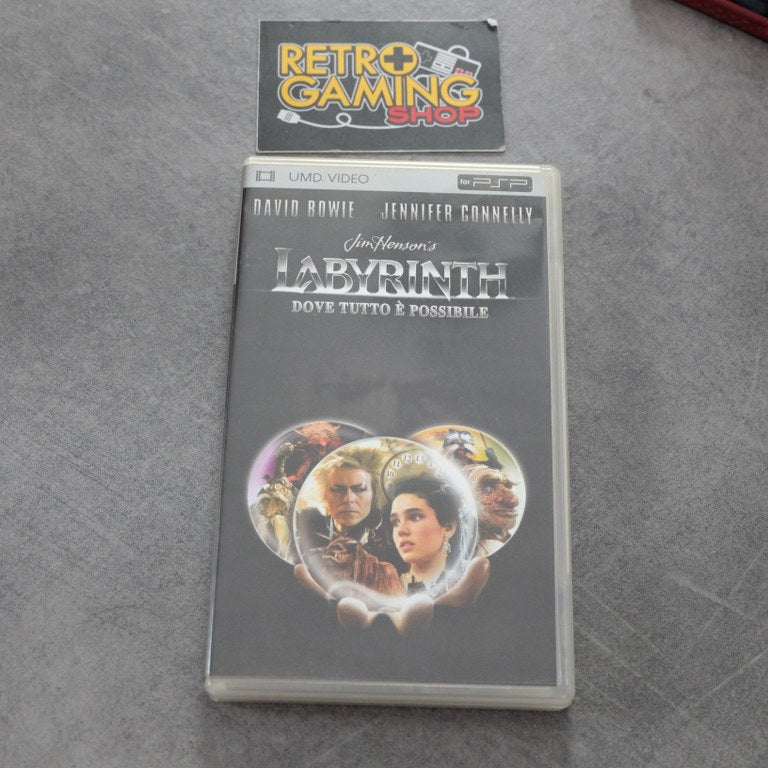 RETRO
GAMING
SHOP
UMD VIDEO
for PSP
DAVID BOWIE JENNIFER CONNELLY
Jim Henson's
LABYRINTH
DOVE TUTTO È POSSIBILE